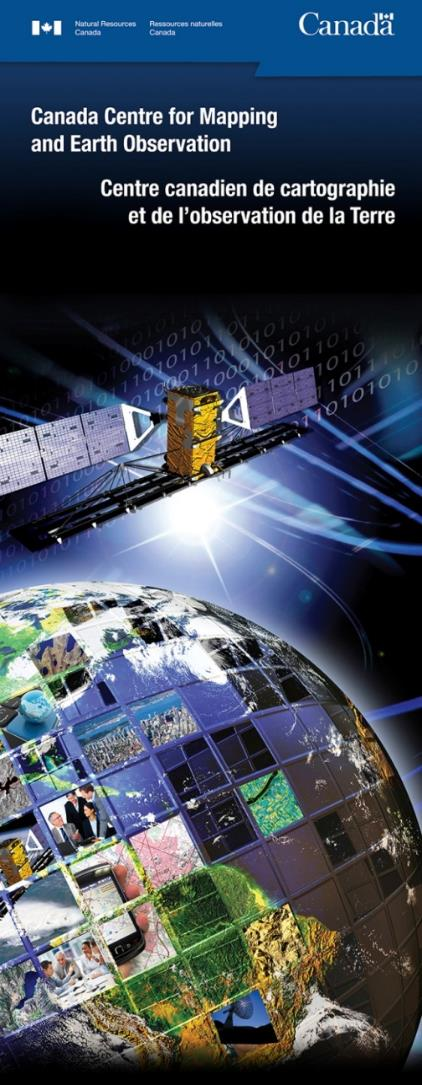 Natural Resources Canada
Ressources naturelles Canada
Canada
Canada Centre for Mapping
and Earth Observation
Centre canadien de cartographie
et de l'observation de la Terre